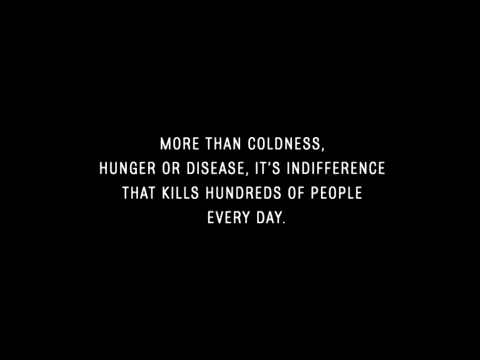 MORE THAN COLDNESS,
HUNGER OR DISEASE, IT'S INDIFFERENCE
THAT KILLS HUNDREDS OF PEOPLE
EVERY DAY.